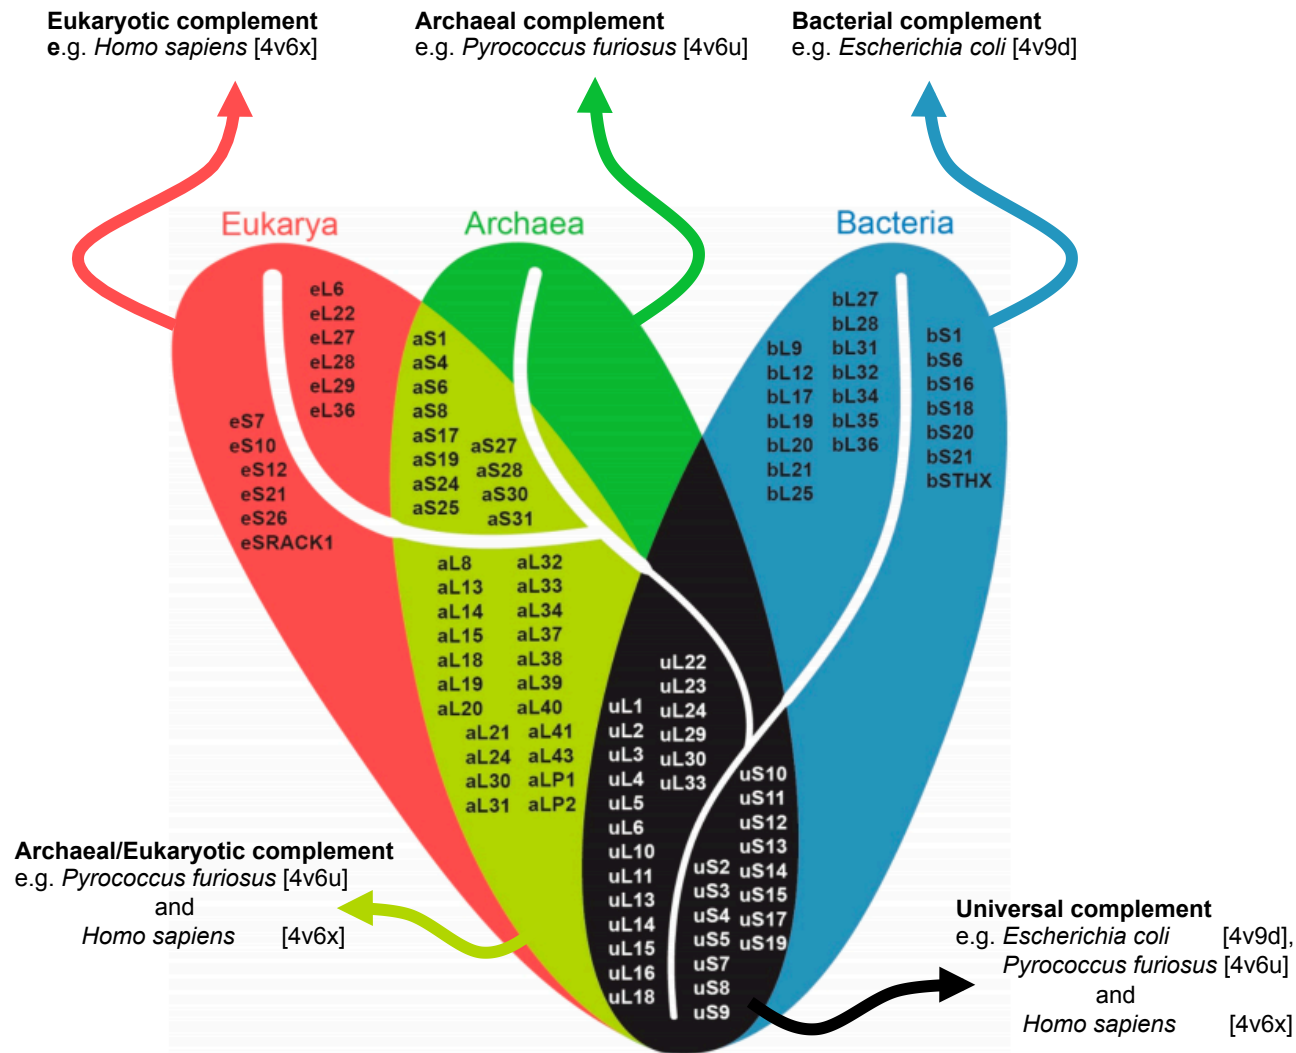 Eukaryotic complement
e.g. Homo sapiens [4v6x]
Archaeal complement
e.g. Pyrococcus furiosus [4v6u]
Bacterial complement
e.g. Escherichia coli [4v9d]
Eukarya
Archaea
Bacteria
eL6
eL22
eL27
eL28
eL29
eL36
eS7
eS10
eS12
eS21
eS26
eSRACK1
aS1
aS4
aS6
aS8
aS17
aS19
aS24
aS25
aS27
aS28
aS30
aS31
aL8
aL13
aL14
aL15
aL18
aL19
aL20
aL21
aL24
aL30
aL31
aL32
aL33
aL34
aL37
aL38
aL39
aL40
aL41
aL43
aLP1
aLP2
bL9
bL12
bL17
bL19
bL20
bL21
bL25
bL27
bL28
bL31
bL32
bL34
bL35
bL36
bS1
bS6
bS16
bS18
bS20
bS21
bSTHX
uL1
uL2
uL3
uL4
uL5
uL6
uL10
uL11
uL13
uL14
uL15
uL16
uL18
uL22
uL23
uL24
uL29
uL30
uL33
uS2
uS3
uS4
uS5
uS7
uS8
uS9
uS10
uS11
uS12
uS13
uS14
uS15
uS17
uS19
Archaeal/Eukaryotic complement
e.g. Pyrococcus furiosus [4v6u]
and
Homo sapiens [4v6x]
Universal complement
e.g. Escherichia coli [4v9d],
Pyrococcus furiosus [4v6u]
and
Homo sapiens [4v6x]